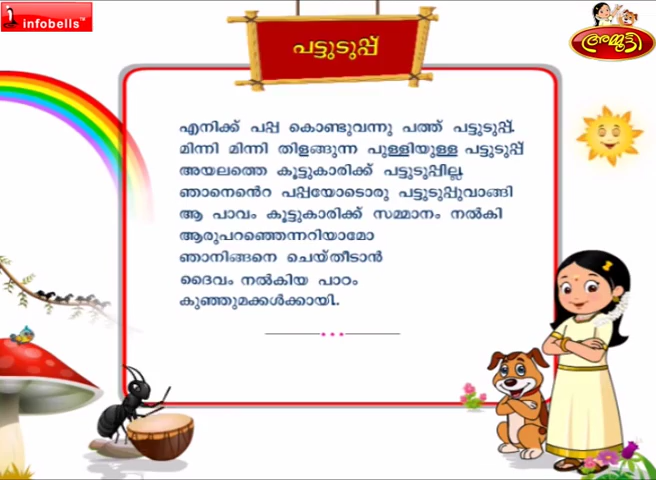 infobells™
പട്ടുടുപ്പ്
അമ്മൂട്ടി
എനിക്ക് പപ്പ കൊണ്ടുവന്നു പത്ത് പട്ടുടുപ്പ്.
മിന്നി മിന്നി തിളങ്ങുന്ന പുള്ളിയുള്ള പട്ടുടുപ്പ്
അയലത്തെ കൂട്ടുകാരിക്ക് പട്ടുടുപ്പില്ല.
ഞാനെൻെറ പപ്പയോടൊരു പട്ടുടുപ്പുവാങ്ങി
ആ പാവം കൂട്ടുകാരിക്ക് സമ്മാനം നൽകി
ആരുപറഞ്ഞെന്നറിയാമോ
ഞാനിങ്ങനെ ചെയ്തീടാൻ
ദൈവം നൽകിയ പാഠം
കുഞ്ഞുമക്കൾക്കായി..